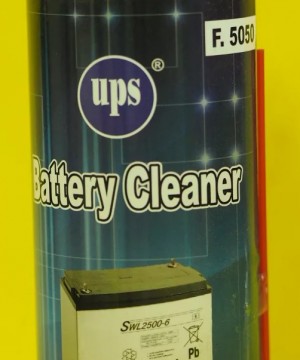 F. 5050
ups ®
Battery Cleaner
SWL2500-6
Pb